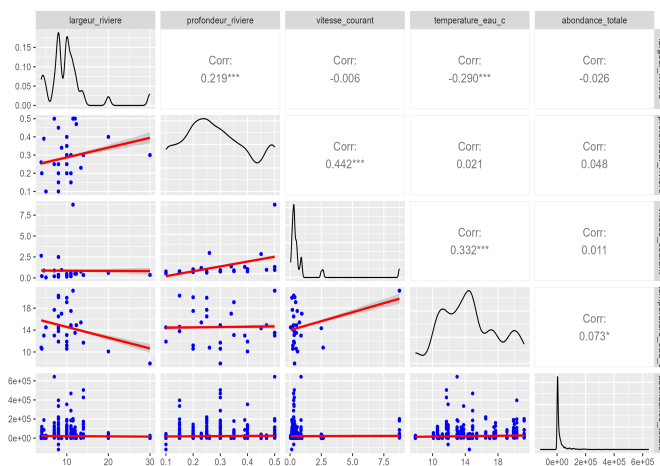 largeur_riviere profondeur_riviere vitesse_courant temperature_eau_c abondance_totale
0.15
0.10
0.05
0.00
Corr:
0.219***
Corr:
-0.006
Corr:
-0.290***
Corr:
-0.026
0.5
0.4
0.3
0.2
0.1
Corr:
0.442***
Corr:
0.021
Corr:
0.048
7.5
5.0
2.5
0.0
Corr:
0.332***
Corr:
0.011
18
14
10
Corr:
0.073*
6e+05
4e+05
2e+05
0e+00
10 20 30 0.1 0.2 0.3 0.4 0.5 0.0 2.5 5.0 7.5 10 14 18 0e+00 2e+05 4e+05 6e+05